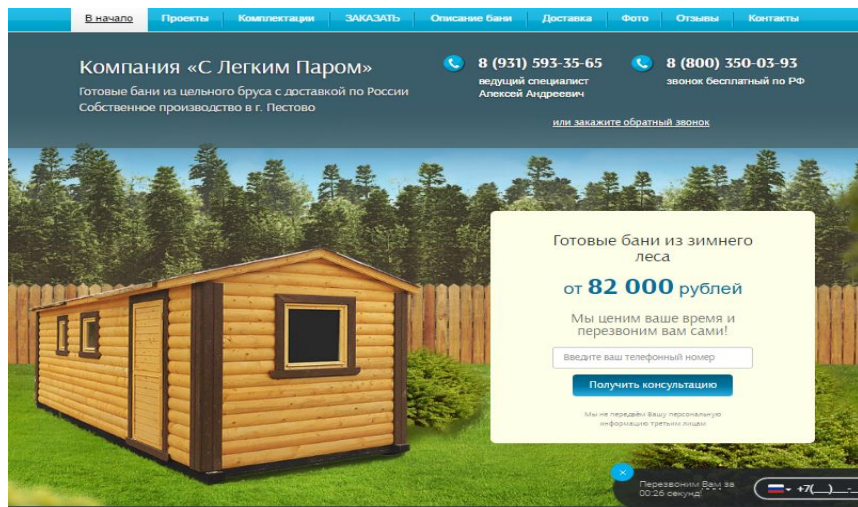 В начало Проекты Комплектации ЗАКАЗАТЬ Описание бани Доставка Фото Отзывы Контакты
Компания «С Легким Паром»
Готовые бани из цельного бруса с доставкой по России
Собственное производство в г. Пестово
8 (931) 593-35-65
ведущий специалист
Алексей Андреевич
8 (800) 350-03-93
звонок бесплатный по РФ
или закажите обратный звонок
Готовые бани из зимнего
леса
от 82 000 рублей
Мы ценим ваше время и
перезвоним вам сами!
Введите ваш телефонный номер
Получить консультацию
Мы не передаём Вашу персональную
информацию третьим лицам
Перезвоним Вам за
00:26 секунд!
+7(__)__-_